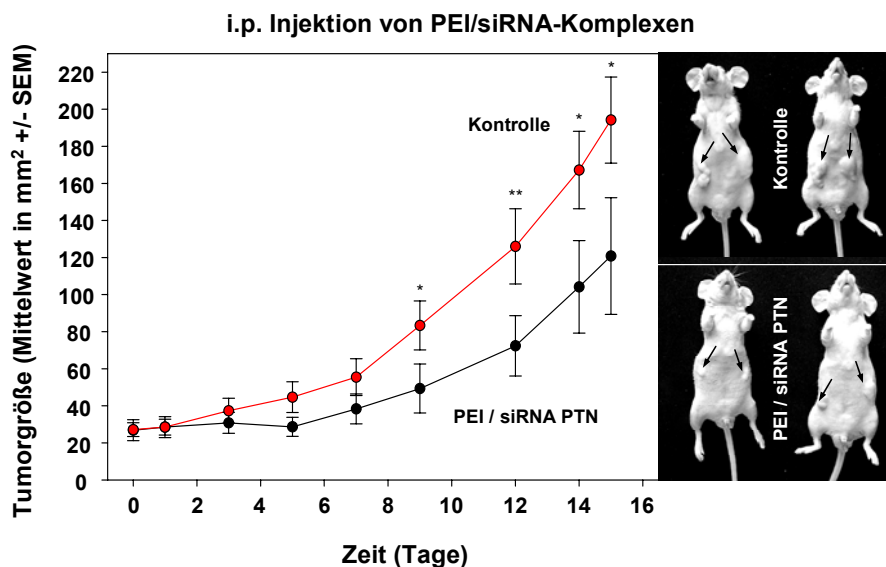 i.p. Injektion von PEI/siRNA-Komplexen
Tumorgröße (Mittelwert in mm² +/- SEM)
220
200
180
160
140
120
100
80
60
40
20
0
Kontrolle
*
**
*
*
PEI / siRNA PTN
0 2 4 6 8 10 12 14 16
Zeit (Tage)
Kontrolle
PEI / siRNA PTN